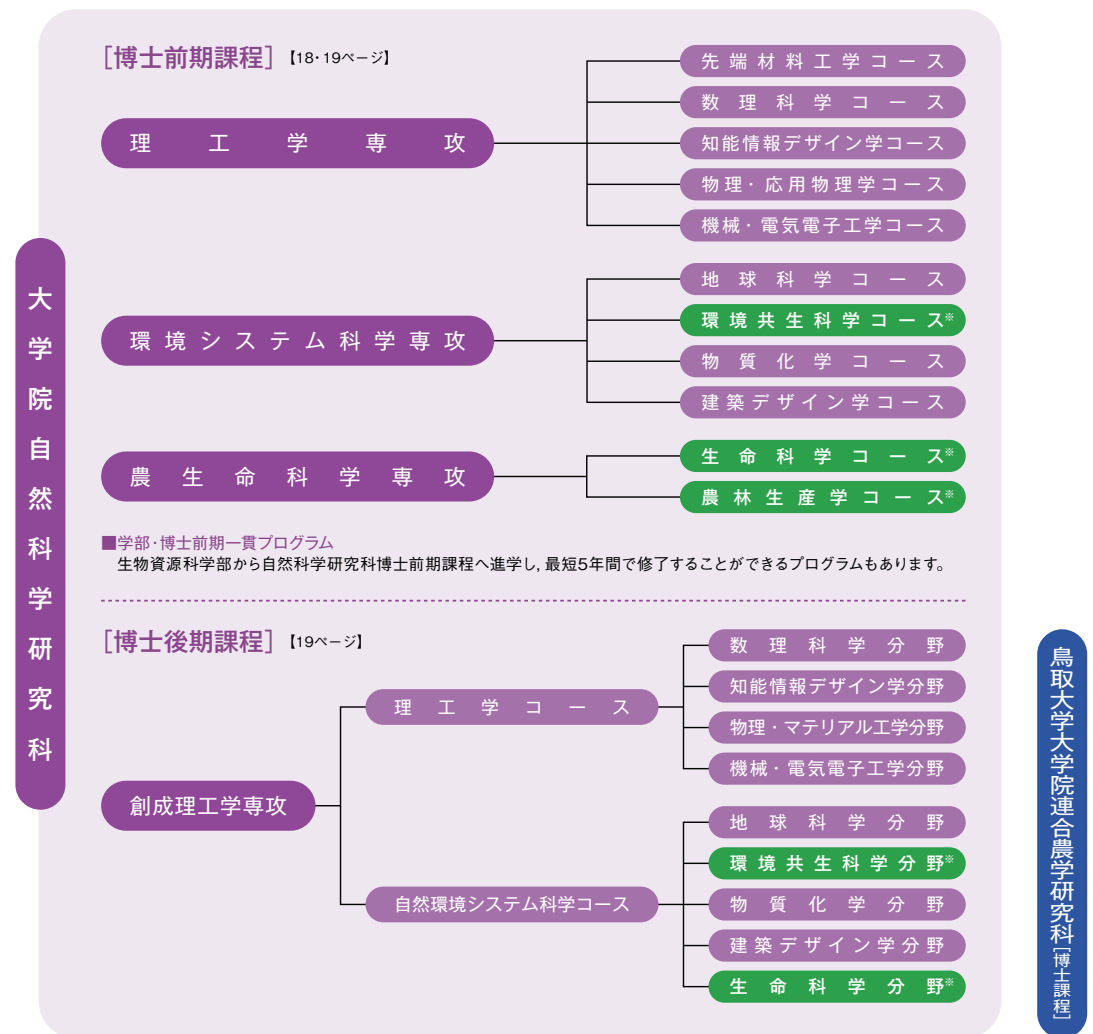 大学院自然科学研究科
［博士前期課程］【18・19ページ】
理工学専攻
先端材料工学コース
数理科学コース
知能情報デザイン学コース
物理・応用物理学コース
機械・電気電子工学コース
環境システム科学専攻
地球科学コース
環境共生科学コース※
物質化学コース
建築デザイン学コース
農生命科学専攻
生命科学コース※
農林生産学コース※
■学部・博士前期一貫プログラム
生物資源科学部から自然科学研究科博士前期課程へ進学し, 最短5年間で修了することができるプログラムもあります。
［博士後期課程］【19ページ】
創成理工学専攻
理工学コース
数理科学分野
知能情報デザイン学分野
物理・マテリアル工学分野
機械・電気電子工学分野
自然環境システム科学コース
地球科学分野
環境共生科学分野※
物質化学分野
建築デザイン学分野
生命科学分野※
鳥取大学大学院連合農学研究科［博士課程］